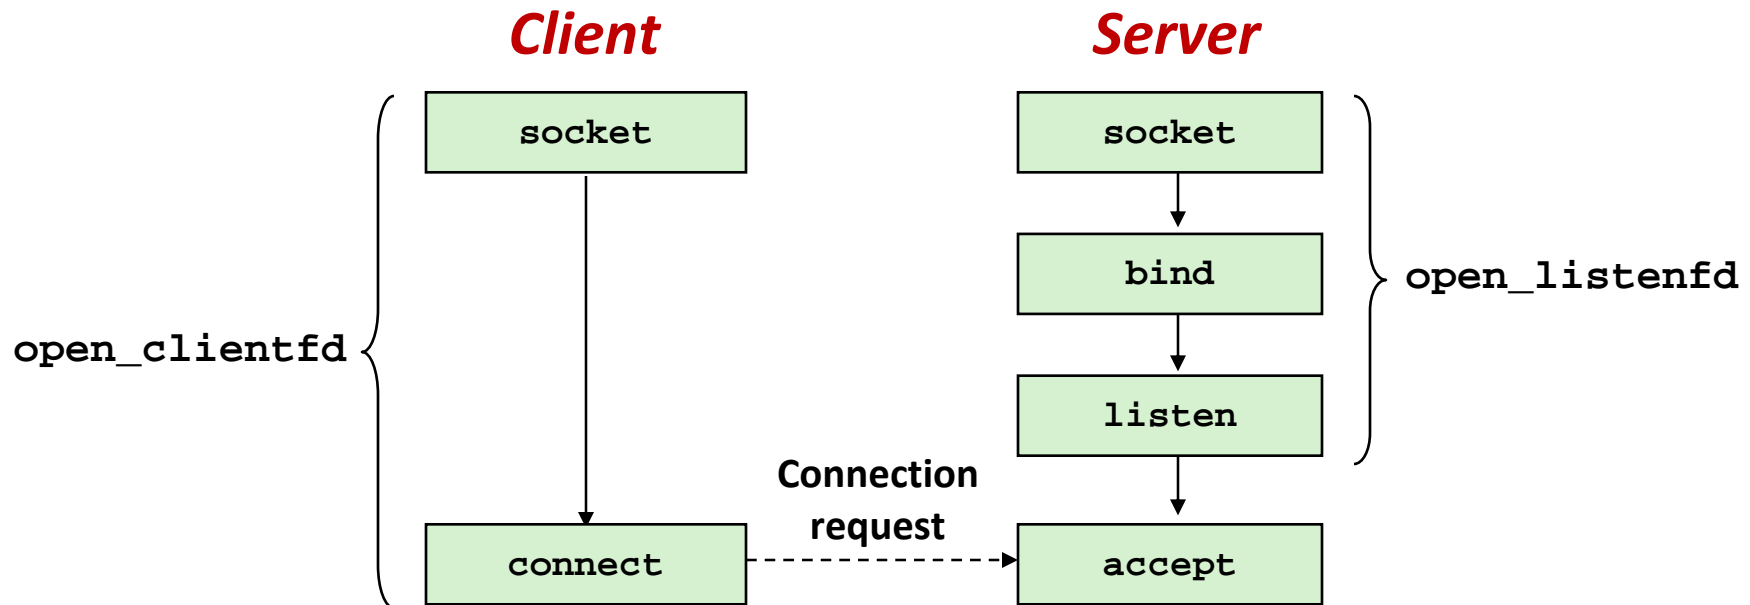 Client
Server
socket
socket
bind
open_listenfd
open_clientfd
listen
Connection
request
connect
accept